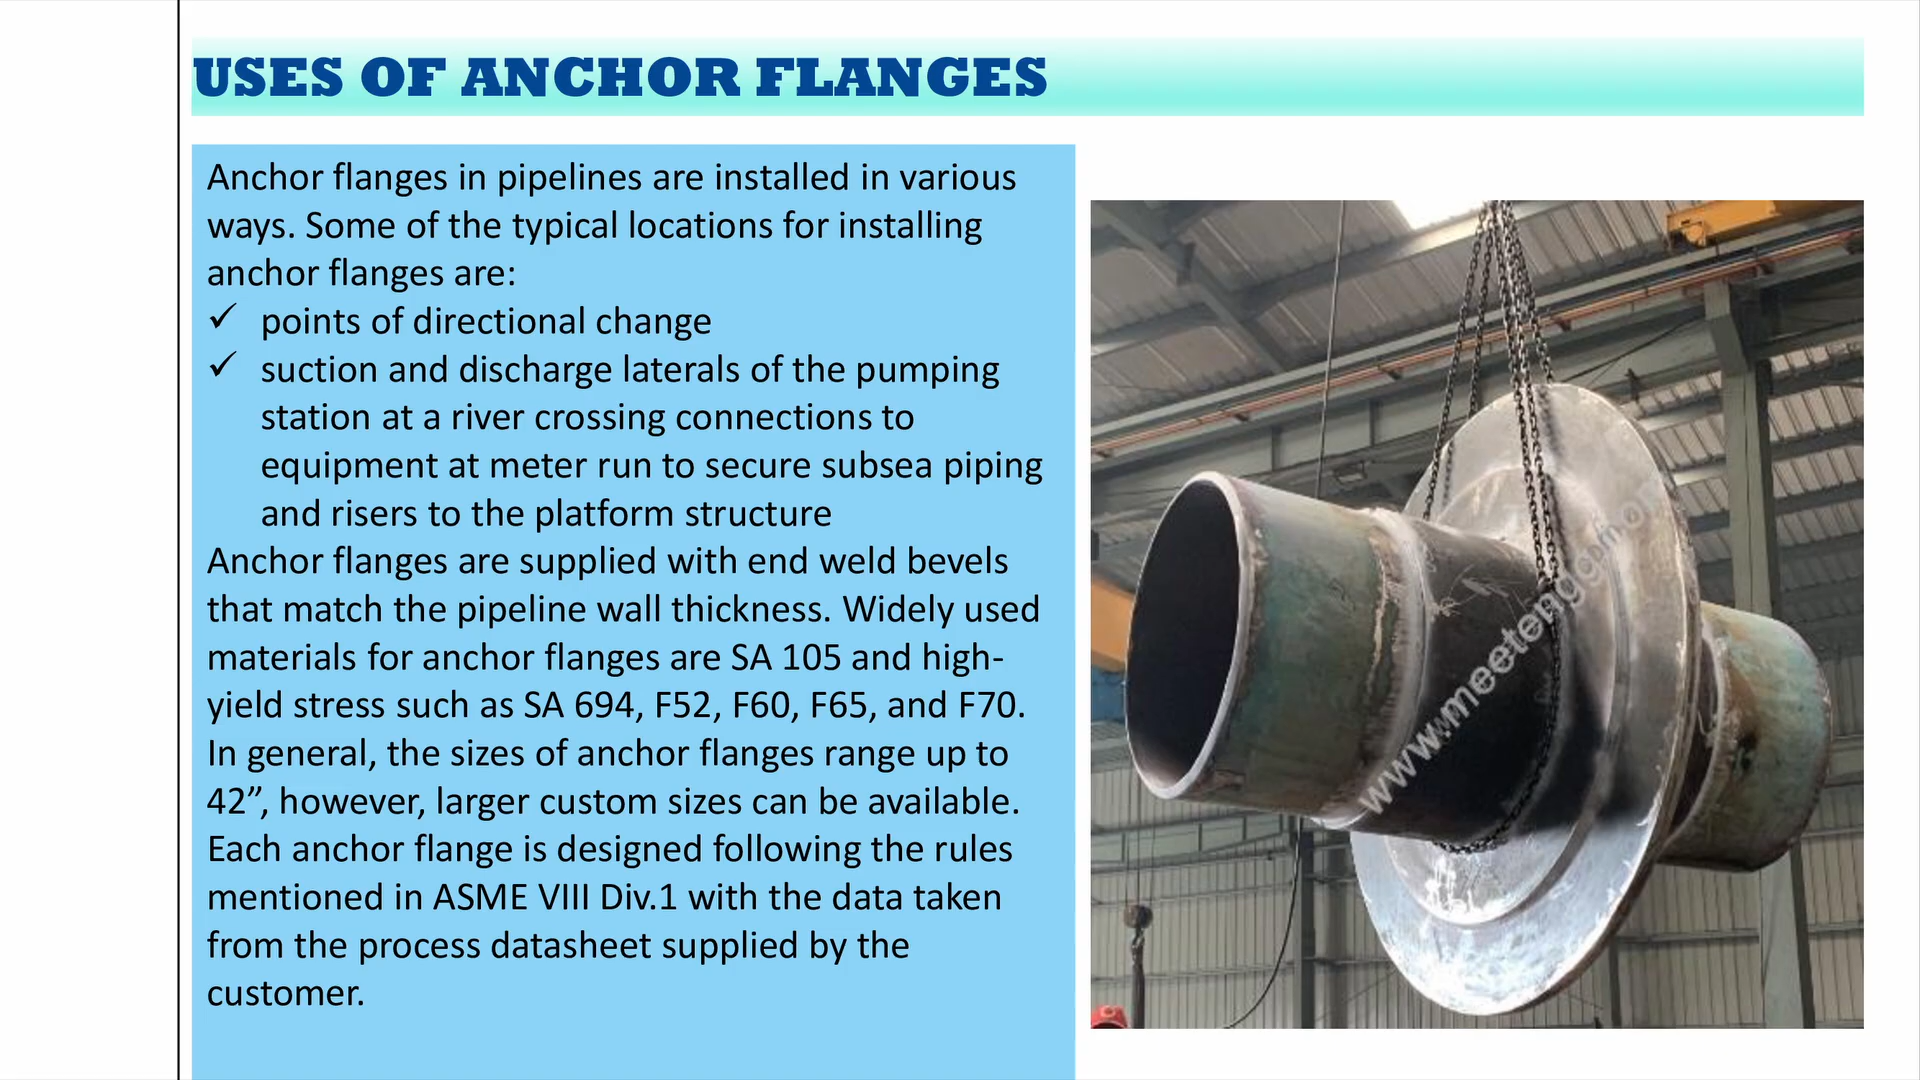 USES OF ANCHOR FLANGES
Anchor flanges in pipelines are installed in various
ways. Some of the typical locations for installing
anchor flanges are:
✓ points of directional change
✓ suction and discharge laterals of the pumping
station at a river crossing connections to
equipment at meter run to secure subsea piping
and risers to the platform structure
Anchor flanges are supplied with end weld bevels
that match the pipeline wall thickness. Widely used
materials for anchor flanges are SA 105 and high-
yield stress such as SA 694, F52, F60, F65, and F70.
In general, the sizes of anchor flanges range up to
42”, however, larger custom sizes can be available.
Each anchor flange is designed following the rules
mentioned in ASME VIII Div.1 with the data taken
from the process datasheet supplied by the
customer.